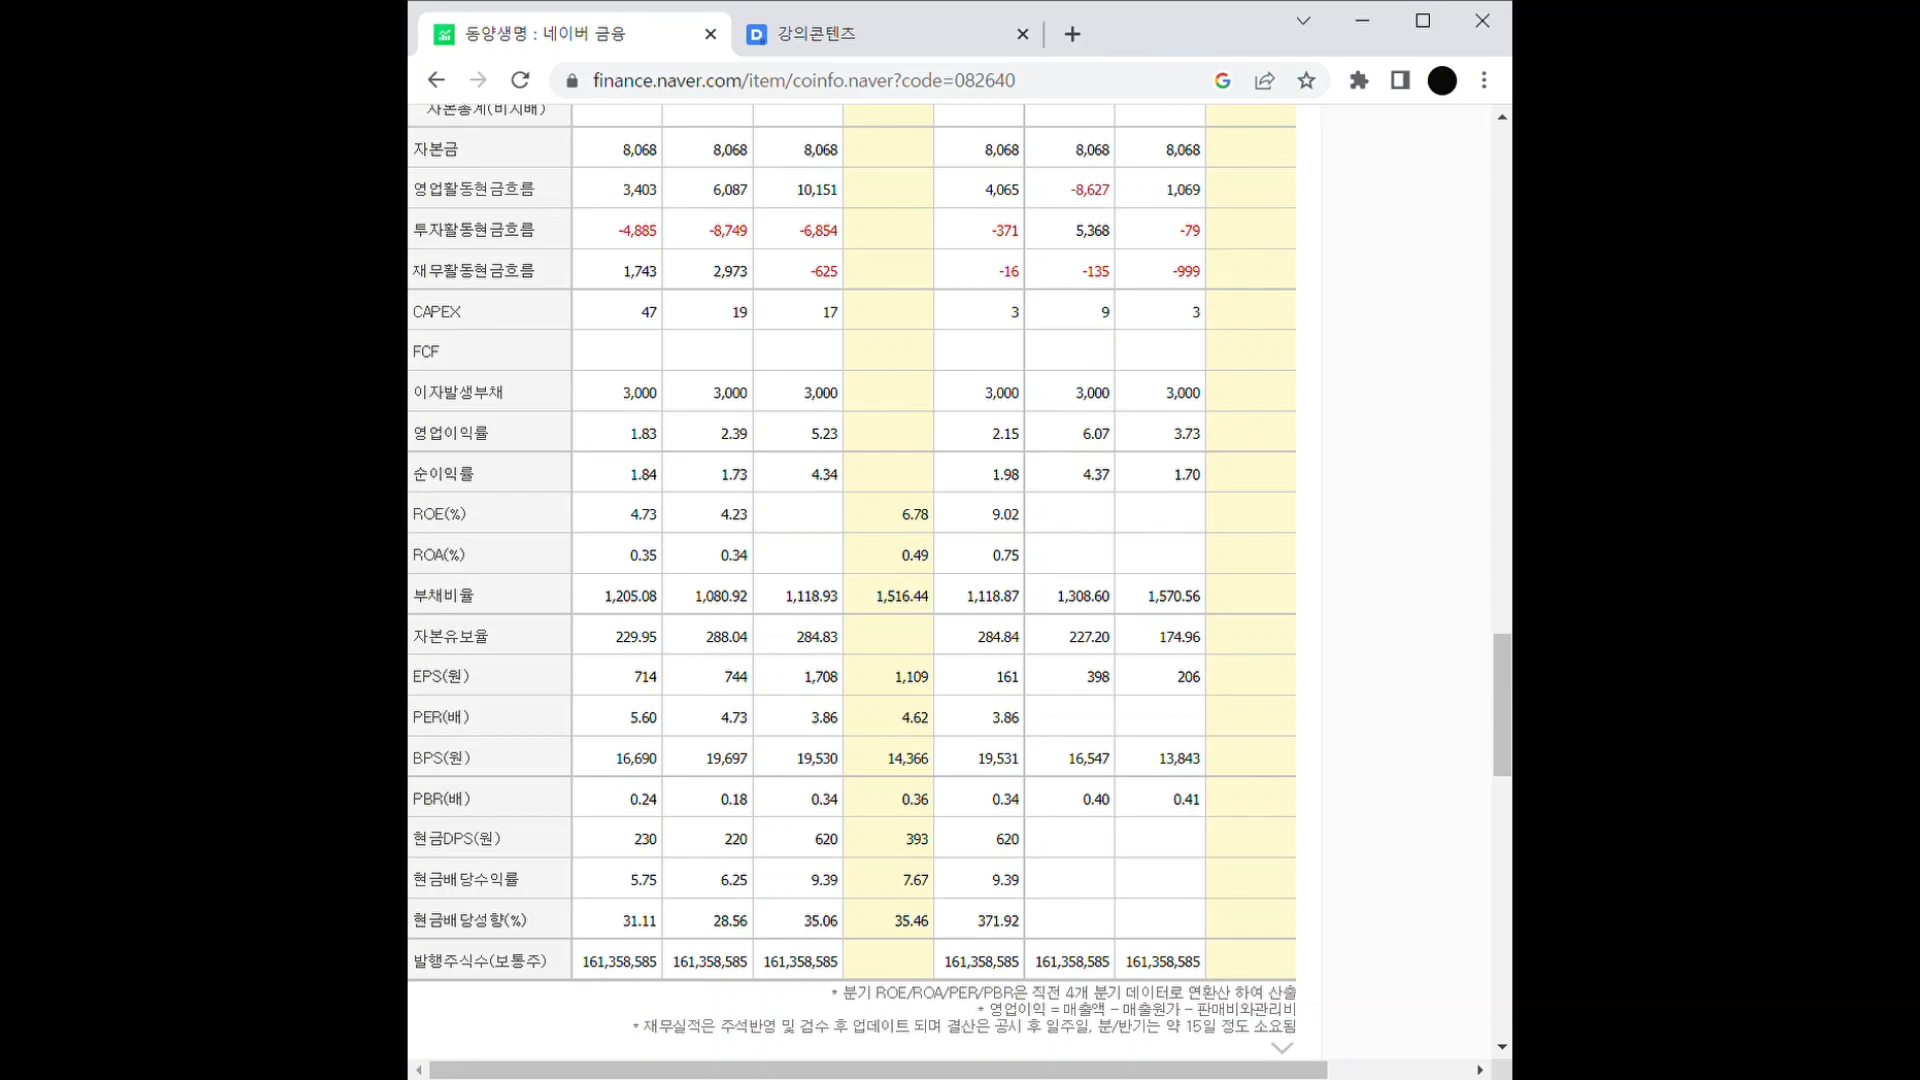 동양생명 : 네이버 금융
강의콘텐츠
finance.naver.com/item/coinfo.naver?code=082640
자본총계(비지배)
자본금 8,068 8,068 8,068 8,068 8,068 8,068
영업활동현금흐름 3,403 6,087 10,151 4,065 -8,627 1,069
투자활동현금흐름 -4,885 -8,749 -6,854 -371 5,368 -79
재무활동현금흐름 1,743 2,973 -625 -16 -135 -999
CAPEX 47 19 17 3 9 3
FCF
이자발생부채 3,000 3,000 3,000 3,000 3,000 3,000
영업이익률 1.83 2.39 5.23 2.15 6.07 3.73
순이익률 1.84 1.73 4.34 1.98 4.37 1.70
ROE(%) 4.73 4.23 6.78 9.02
ROA(%) 0.35 0.34 0.49 0.75
부채비율 1,205.08 1,080.92 1,118.93 1,516.44 1,118.87 1,308.60 1,570.56
자본유보율 229.95 288.04 284.83 284.84 227.20 174.96
EPS(원) 714 744 1,708 1,109 161 398 206
PER(배) 5.60 4.73 3.86 4.62 3.86
BPS(원) 16,690 19,697 19,530 14,366 19,531 16,547 13,843
PBR(배) 0.24 0.18 0.34 0.36 0.34 0.40 0.41
현금DPS(원) 230 220 620 393 620
현금배당수익률 5.75 6.25 9.39 7.67 9.39
현금배당성향(%) 31.11 28.56 35.06 35.46 371.92
발행주식수(보통주) 161,358,585 161,358,585 161,358,585 161,358,585 161,358,585 161,358,585
* 분기 ROE/ROA/PER/PBR은 직전 4개 분기 데이터로 연환산 하여 산출
* 영업이익 = 매출액 - 매출원가 - 판매비와관리비
* 재무실적은 주석반영 및 검수 후 업데이트 되며 결산은 공시 후 일주일, 분/반기는 약 15일 정도 소요됨